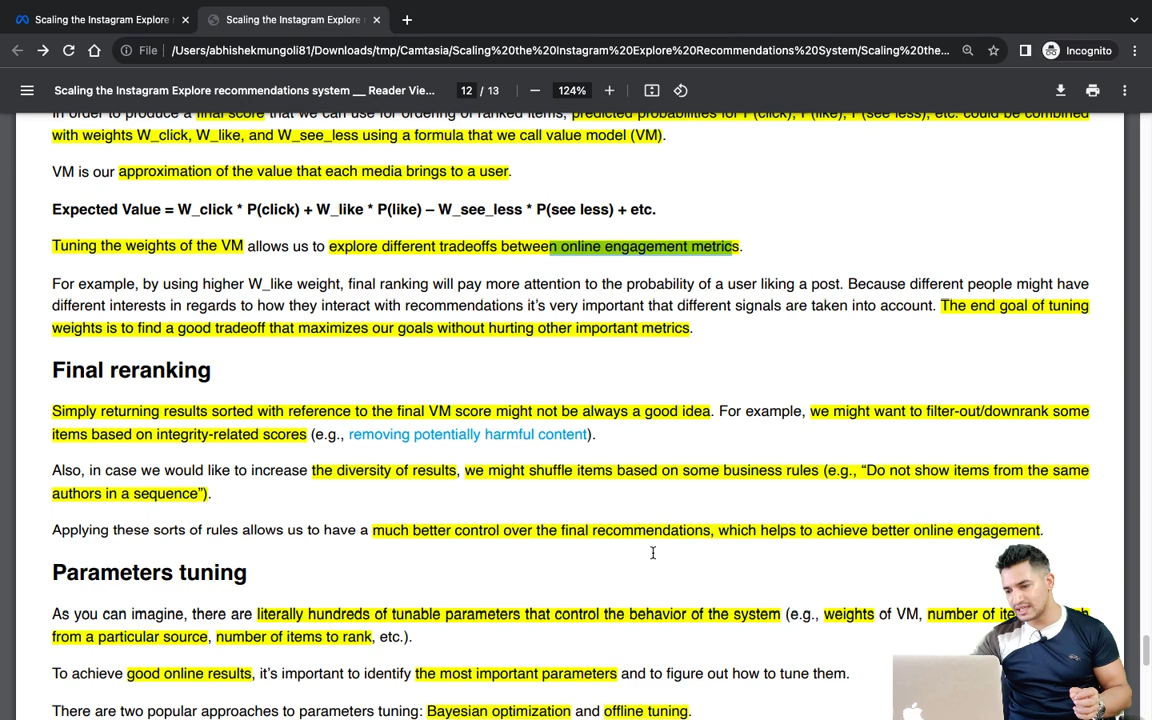 Scaling the Instagram Explore
Scaling the Instagram Explore
File /Users/abhishekmungoli81/Downloads/tmp/Camtasia/Scaling%20the%20Instagram%20Explore%20Recommendations%20System/Scaling%20the... Incognito
Scaling the Instagram Explore recommendations system __ Reader Vie... 12 / 13 124%
In order to produce a final score that we can use for ordering of ranked items, predicted probabilities for P(click), P(like), P(see less), etc. could be combined
with weights W_click, W_like, and W_see_less using a formula that we call value model (VM).
VM is our approximation of the value that each media brings to a user.
Expected Value = W_click * P(click) + W_like * P(like) – W_see_less * P(see less) + etc.
Tuning the weights of the VM allows us to explore different tradeoffs between online engagement metrics.
For example, by using higher W_like weight, final ranking will pay more attention to the probability of a user liking a post. Because different people might have
different interests in regards to how they interact with recommendations it's very important that different signals are taken into account. The end goal of tuning
weights is to find a good tradeoff that maximizes our goals without hurting other important metrics.
Final reranking
Simply returning results sorted with reference to the final VM score might not be always a good idea. For example, we might want to filter-out/downrank some
items based on integrity-related scores (e.g., removing potentially harmful content).
Also, in case we would like to increase the diversity of results, we might shuffle items based on some business rules (e.g., “Do not show items from the same
authors in a sequence”).
Applying these sorts of rules allows us to have a much better control over the final recommendations, which helps to achieve better online engagement.
Parameters tuning
As you can imagine, there are literally hundreds of tunable parameters that control the behavior of the system (e.g., weights of VM, number of
from a particular source, number of items to rank, etc.).
To achieve good online results, it's important to identify the most important parameters and to figure out how to tune them.
There are two popular approaches to parameters tuning: Bayesian optimization and offline tuning.